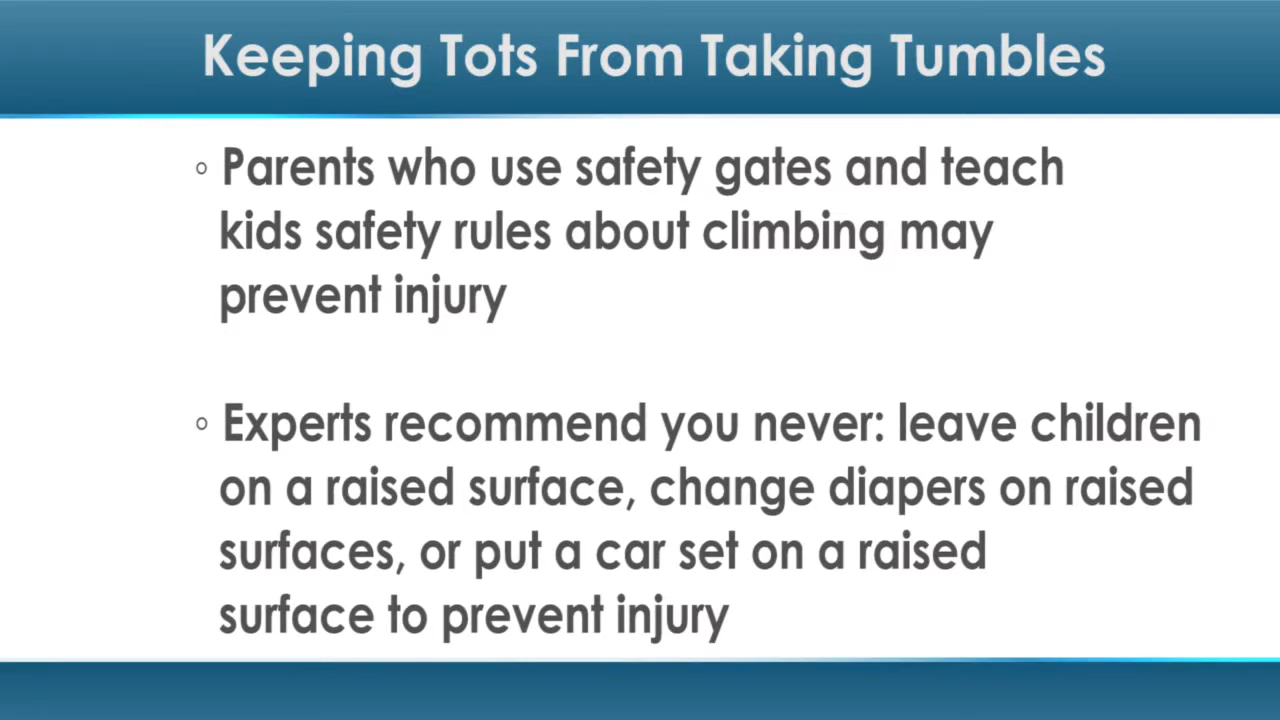 Keeping Tots From Taking Tumbles
◦ Parents who use safety gates and teach
kids safety rules about climbing may
prevent injury
◦ Experts recommend you never: leave children
on a raised surface, change diapers on raised
surfaces, or put a car set on a raised
surface to prevent injury